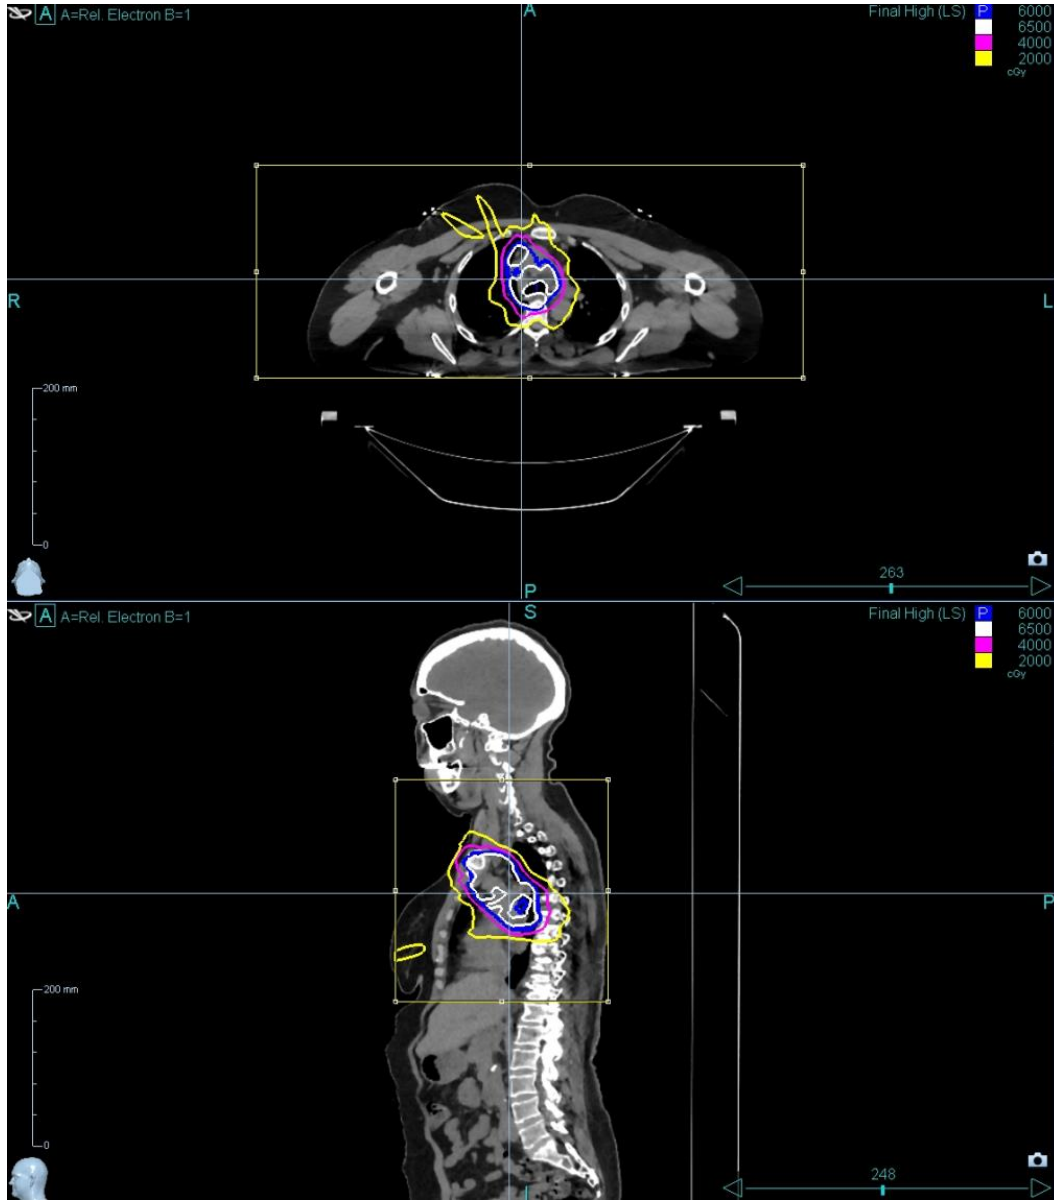 A A=Rel. Electron B=1
A
Final High (LS) P 6000
6500
4000
2000
cGy
R
L
200 mm
0
263
P
A A=Rel. Electron B=1
S
Final High (LS) P 6000
6500
4000
2000
cGy
A
P
200 mm
0
248
I